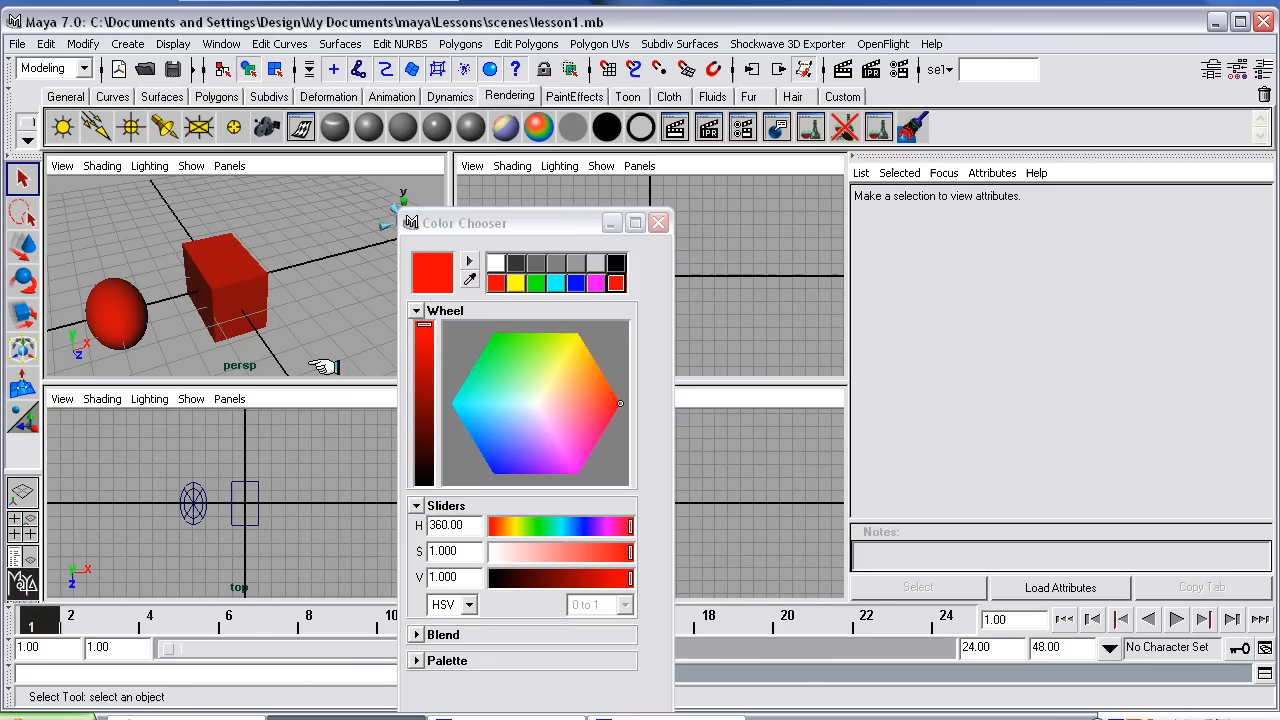 Maya 7.0: C:\Documents and Settings\Design\My Documents\maya\Lessons\scenes\lesson1.mb
File Edit Modify Create Display Window Edit Curves Surfaces Edit NURBS Polygons Edit Polygons Polygon UVs Subdiv Surfaces Shockwave 3D Exporter OpenFlight Help
Modeling ? IPR sel
General Curves Surfaces Polygons Subdivs Deformation Animation Dynamics Rendering PaintEffects Toon Cloth Fluids Fur Hair Custom
IPR
View Shading Lighting Show Panels
View Shading Lighting Show Panels
List Selected Focus Attributes Help
Make a selection to view attributes.
y
x
z
y
persp
Color Chooser
Wheel
Sliders
H 360.00
S 1.000
V 1.000
HSV 0 to 1
Blend
Palette
View Shading Lighting Show Panels
y x
z
top
Notes:
Select Load Attributes Copy Tab
MAYA
1 2 4 6 8 10 18 20 22 24 1.00
1.00 1.00 24.00 48.00 No Character Set
Select Tool: select an object